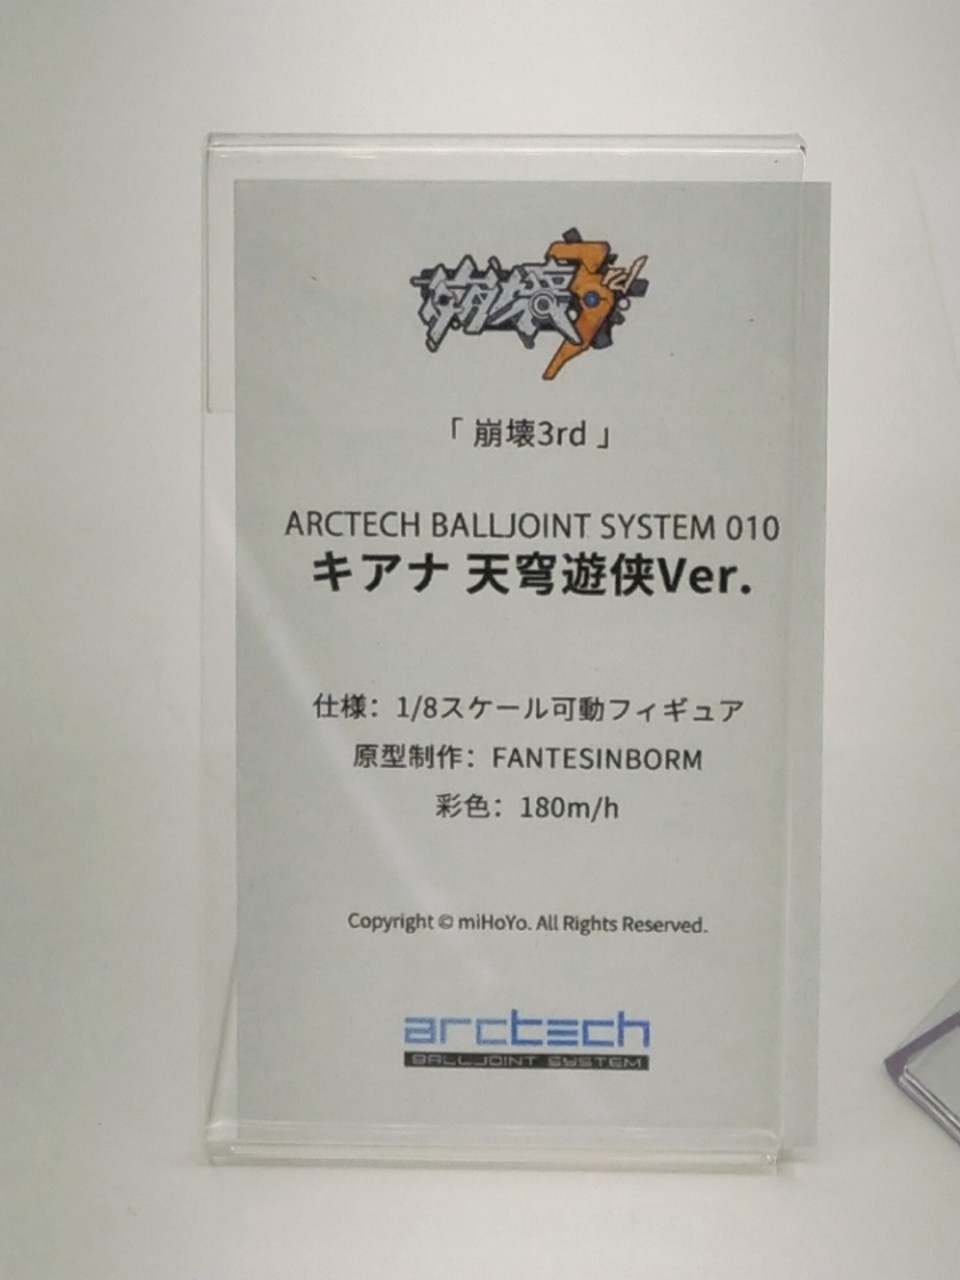 崩壊3rd
「 崩壊3rd 」
ARCTECH BALLJOINT SYSTEM 010
キアナ 天穹遊侠Ver.
仕様：1/8スケール可動フィギュア
原型制作：FANTESINBORM
彩色：180m/h
Copyright © miHoYo. All Rights Reserved.
arctech
BALLJOINT SYSTEM